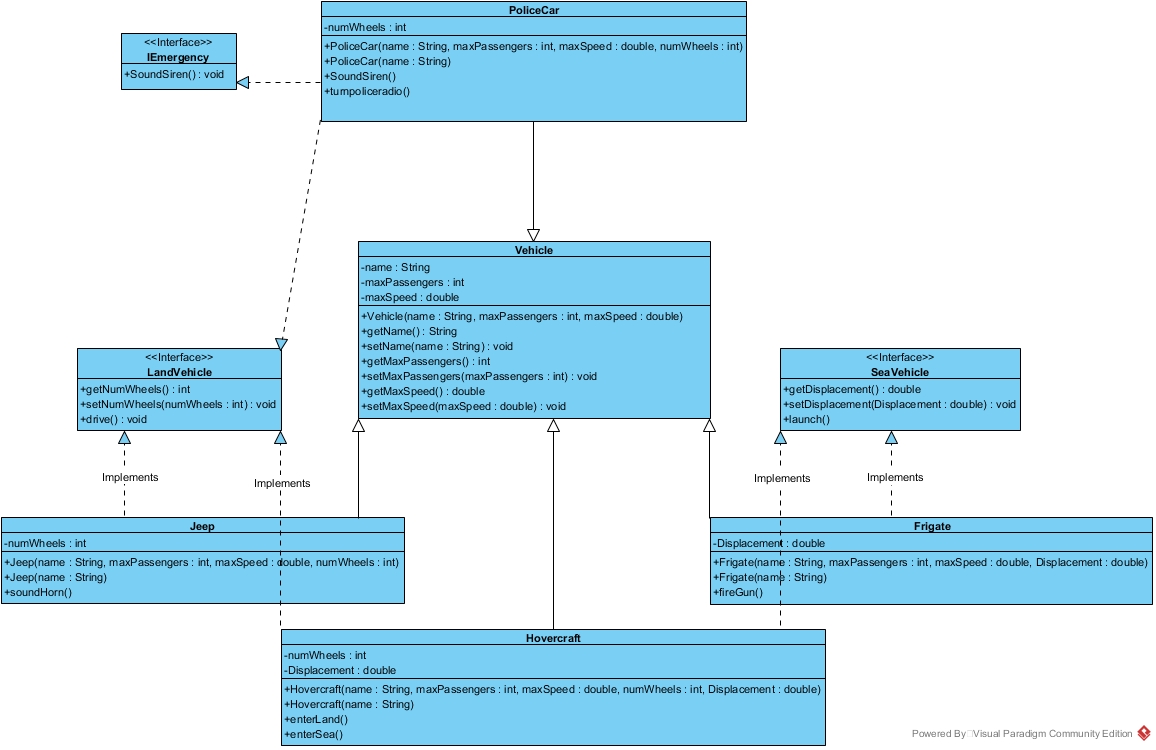 PoliceCar
-numWheels : int
+PoliceCar(name : String, maxPassengers : int, maxSpeed : double, numWheels : int)
+PoliceCar(name : String)
+SoundSiren()
+turnpoliceradio()
<<Interface>>
IEmergency
+SoundSiren() : void
Vehicle
-name : String
-maxPassengers : int
-maxSpeed : double
+Vehicle(name : String, maxPassengers : int, maxSpeed : double)
+getName() : String
+setName(name : String) : void
+getMaxPassengers() : int
+setMaxPassengers(maxPassengers : int) : void
+getMaxSpeed() : double
+setMaxSpeed(maxSpeed : double) : void
<<Interface>>
LandVehicle
+getNumWheels() : int
+setNumWheels(numWheels : int) : void
+drive() : void
<<Interface>>
SeaVehicle
+getDisplacement() : double
+setDisplacement(Displacement : double) : void
+launch()
Implements
Implements
Implements
Implements
Jeep
-numWheels : int
+Jeep(name : String, maxPassengers : int, maxSpeed : double, numWheels : int)
+Jeep(name : String)
+soundHorn()
Frigate
-Displacement : double
+Frigate(name : String, maxPassengers : int, maxSpeed : double, Displacement : double)
+Frigate(name : String)
+fireGun()
Hovercraft
-numWheels : int
-Displacement : double
+Hovercraft(name : String, maxPassengers : int, maxSpeed : double, numWheels : int, Displacement : double)
+Hovercraft(name : String)
+enterLand()
+enterSea()
Powered By Visual Paradigm Community Edition